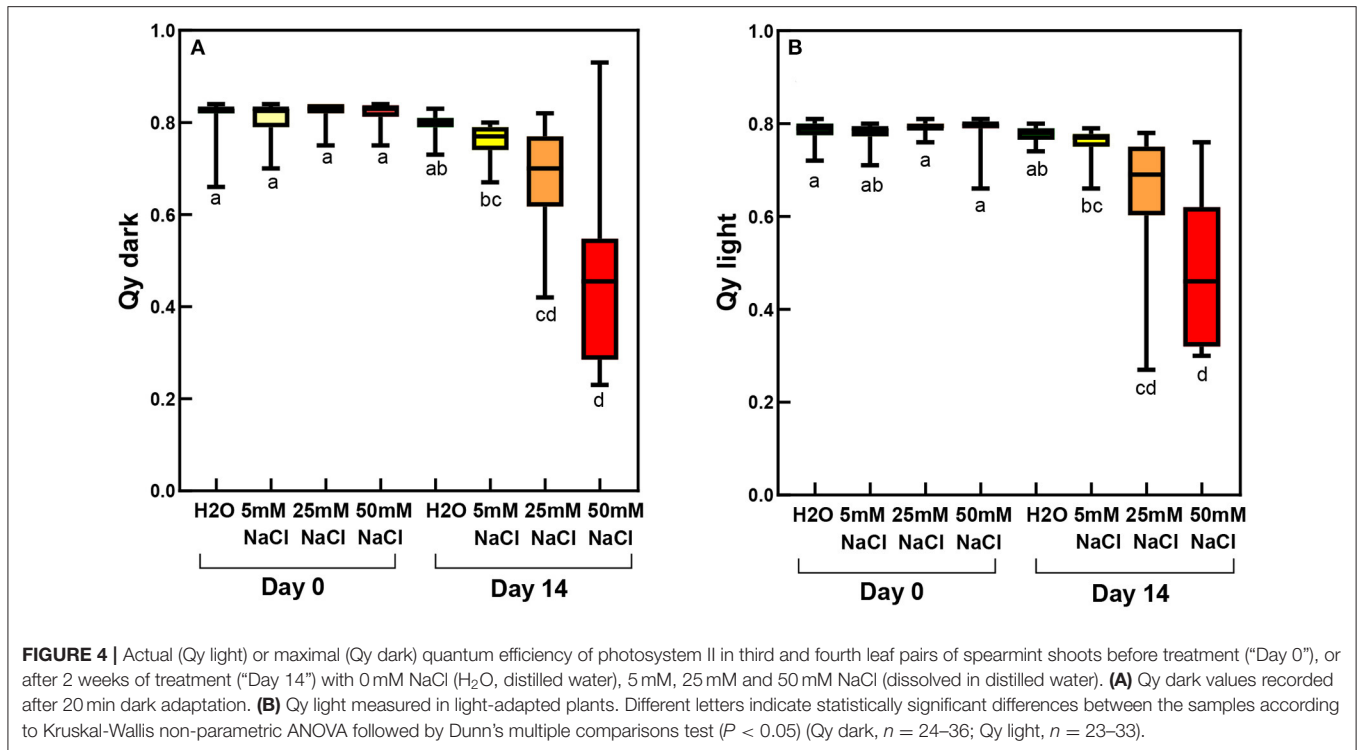 A
1.0
0.8
0.6
0.4
0.2
0.0
Qy dark
a
a
a
a
ab
bc
cd
d
H2O 5mM 25mM 50mM H2O 5mM 25mM 50mM
NaCl NaCl NaCl NaCl NaCl NaCl
Day 0 Day 14
B
1.0
0.8
0.6
0.4
0.2
0.0
Qy light
a
ab
a
a
ab
bc
cd
d
H2O 5mM 25mM 50mM H2O 5mM 25mM 50mM
NaCl NaCl NaCl NaCl NaCl NaCl
Day 0 Day 14
FIGURE 4 | Actual (Qy light) or maximal (Qy dark) quantum efficiency of photosystem II in third and fourth leaf pairs of spearmint shoots before treatment (“Day 0”), or
after 2 weeks of treatment (“Day 14”) with 0 mM NaCl (H₂O, distilled water), 5 mM, 25 mM and 50 mM NaCl (dissolved in distilled water). (A) Qy dark values recorded
after 20 min dark adaptation. (B) Qy light measured in light-adapted plants. Different letters indicate statistically significant differences between the samples according
to Kruskal-Wallis non-parametric ANOVA followed by Dunn’s multiple comparisons test (P < 0.05) (Qy dark, n = 24–36; Qy light, n = 23–33).